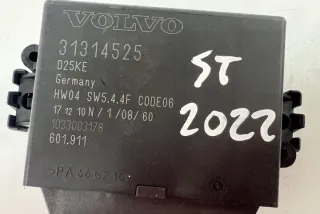 VOLVO
31314525
D25KE
Germany
HW04 SW5.4.4F CODE06
17 12 10 N / 1 / 08 / 60
1033003178
601.911
ST
2022